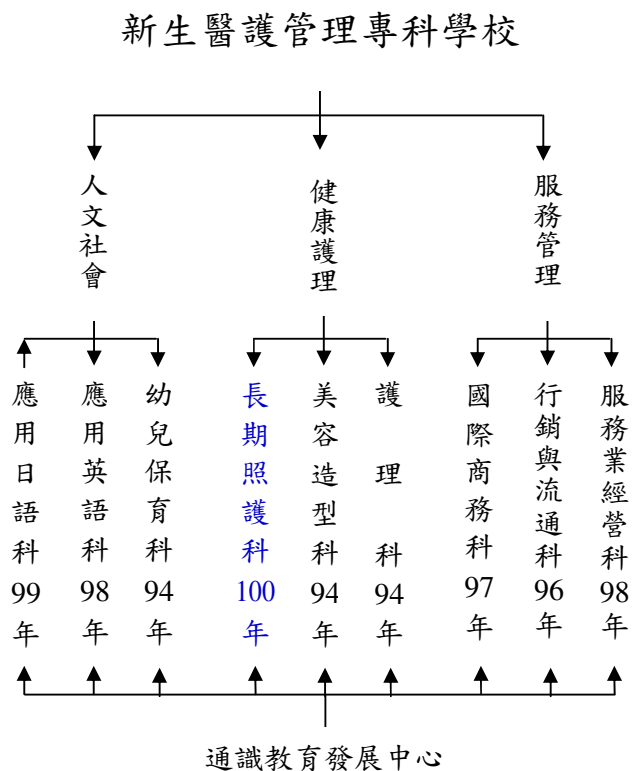 新生醫護管理專科學校
人文社會
健康護理
服務管理
應用日語科99年
應用英語科98年
幼兒保育科94年
長期照護科100年
美容造型科94年
護理科94年
國際商務科97年
行銷與流通科96年
服務業經營科98年
通識教育發展中心